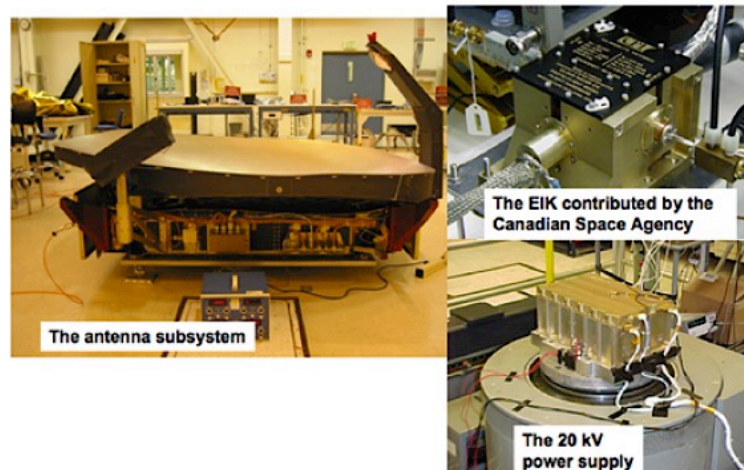 The antenna subsystem
The EIK contributed by the
Canadian Space Agency
The 20 kV
power supply